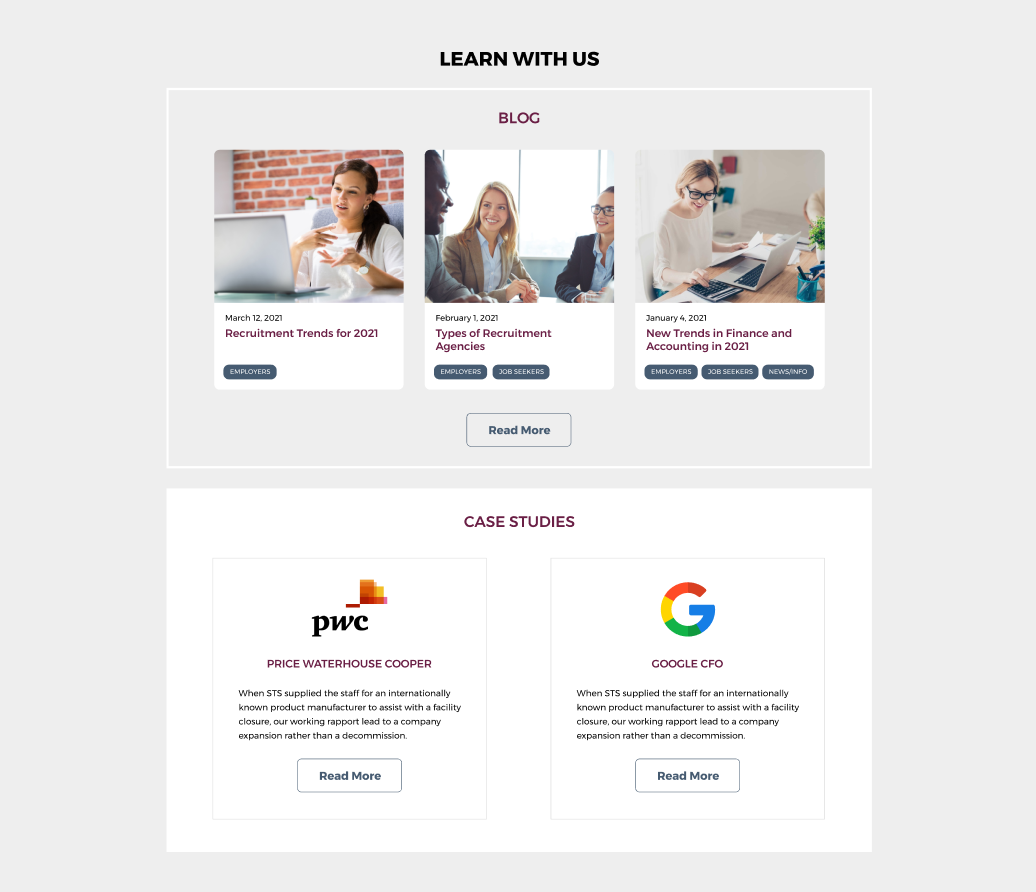 LEARN WITH US
BLOG
March 12, 2021
Recruitment Trends for 2021
EMPLOYERS
February 1, 2021
Types of Recruitment
Agencies
EMPLOYERS
JOB SEEKERS
January 4, 2021
New Trends in Finance and
Accounting in 2021
EMPLOYERS
JOB SEEKERS
NEWS/INFO
Read More
CASE STUDIES
pwc
PRICE WATERHOUSE COOPER
When STS supplied the staff for an internationally
known product manufacturer to assist with a facility
closure, our working rapport lead to a company
expansion rather than a decommission.
Read More
G
GOOGLE CFO
When STS supplied the staff for an internationally
known product manufacturer to assist with a facility
closure, our working rapport lead to a company
expansion rather than a decommission.
Read More